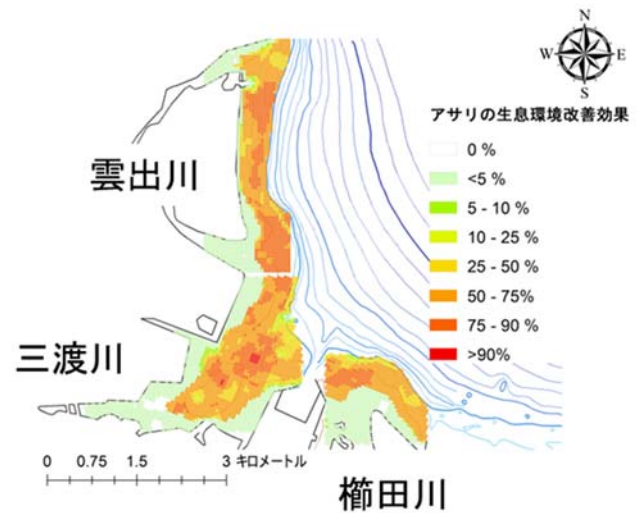 N
W E
S
アサリの生息環境改善効果
0 %
<5 %
5 - 10 %
10 - 25 %
25 - 50 %
50 - 75%
75 - 90 %
>90%
雲出川
三渡川
櫛田川
0 0.75 1.5 3 キロメートル